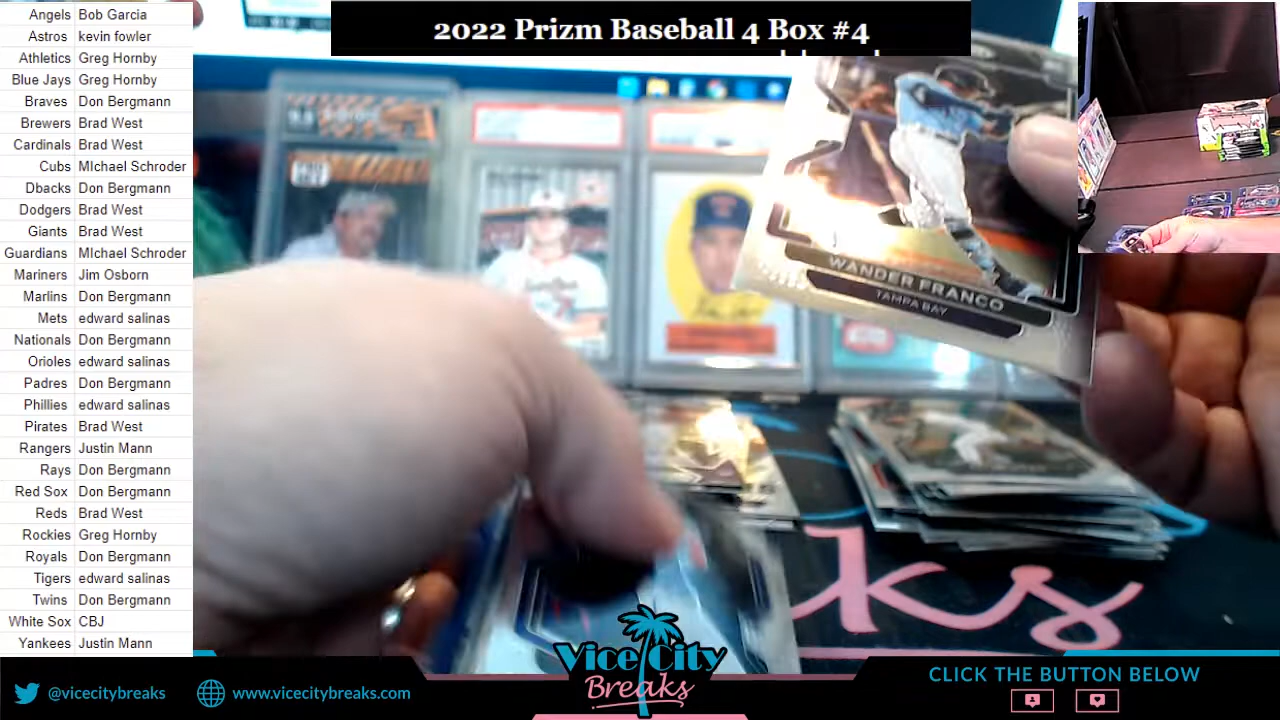 2022 Prizm Baseball 4 Box #4
Angels Bob Garcia
Astros kevin fowler
Athletics Greg Hornby
Blue Jays Greg Hornby
Braves Don Bergmann
Brewers Brad West
Cardinals Brad West
Cubs MIchael Schroder
Dbacks Don Bergmann
Dodgers Brad West
Giants Brad West
Guardians MIchael Schroder
Mariners Jim Osborn
Marlins Don Bergmann
Mets edward salinas
Nationals Don Bergmann
Orioles edward salinas
Padres Don Bergmann
Phillies edward salinas
Pirates Brad West
Rangers Justin Mann
Rays Don Bergmann
Red Sox Don Bergmann
Reds Brad West
Rockies Greg Hornby
Royals Don Bergmann
Tigers edward salinas
Twins Don Bergmann
White Sox CBJ
Yankees Justin Mann
WANDER FRANCO
TAMPA BAY
ks
Vice City
Breaks
@vicecitybreaks
www.vicecitybreaks.com
CLICK THE BUTTON BELOW